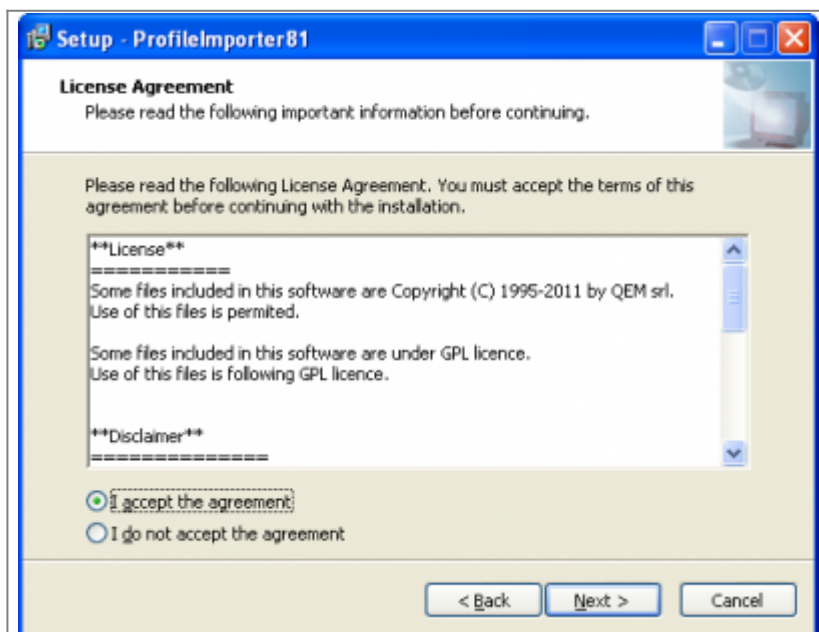 Setup - ProfileImporter81
License Agreement
Please read the following important information before continuing.
Please read the following License Agreement. You must accept the terms of this
agreement before continuing with the installation.
**License**
===========
Some files included in this software are Copyright (C) 1995-2011 by QEM srl.
Use of this files is permited.
Some files included in this software are under GPL licence.
Use of this files is following GPL licence.
**Disclaimer**
==============
I accept the agreement
I do not accept the agreement
< Back
Next >
Cancel